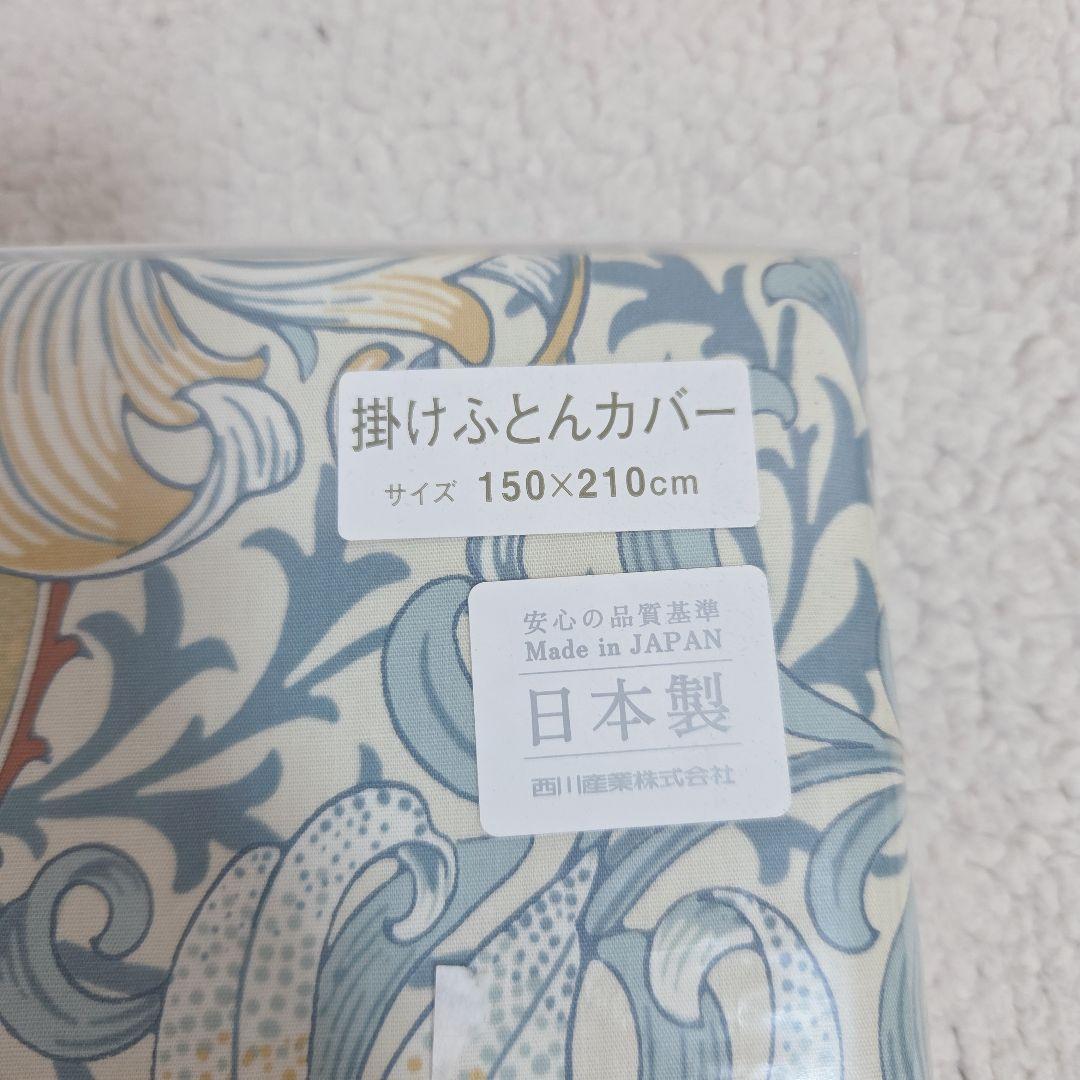 掛けふとんカバー
サイズ 150×210cm
安心の品質基準
Made in JAPAN
日本製
西川産業株式会社